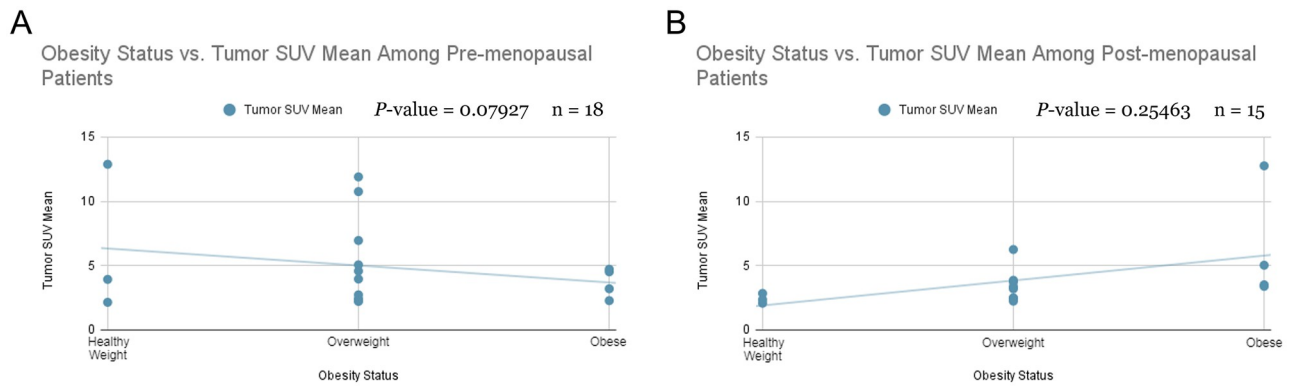 A
Obesity Status vs. Tumor SUV Mean Among Pre-menopausal
Patients
Tumor SUV Mean
P-value = 0.07927
n = 18
15
10
5
0
Tumor SUV Mean
Healthy
Weight
Overweight
Obese
Obesity Status
B
Obesity Status vs. Tumor SUV Mean Among Post-menopausal
Patients
Tumor SUV Mean
P-value = 0.25463
n = 15
15
10
5
0
Tumor SUV Mean
Healthy
Weight
Overweight
Obese
Obesity Status